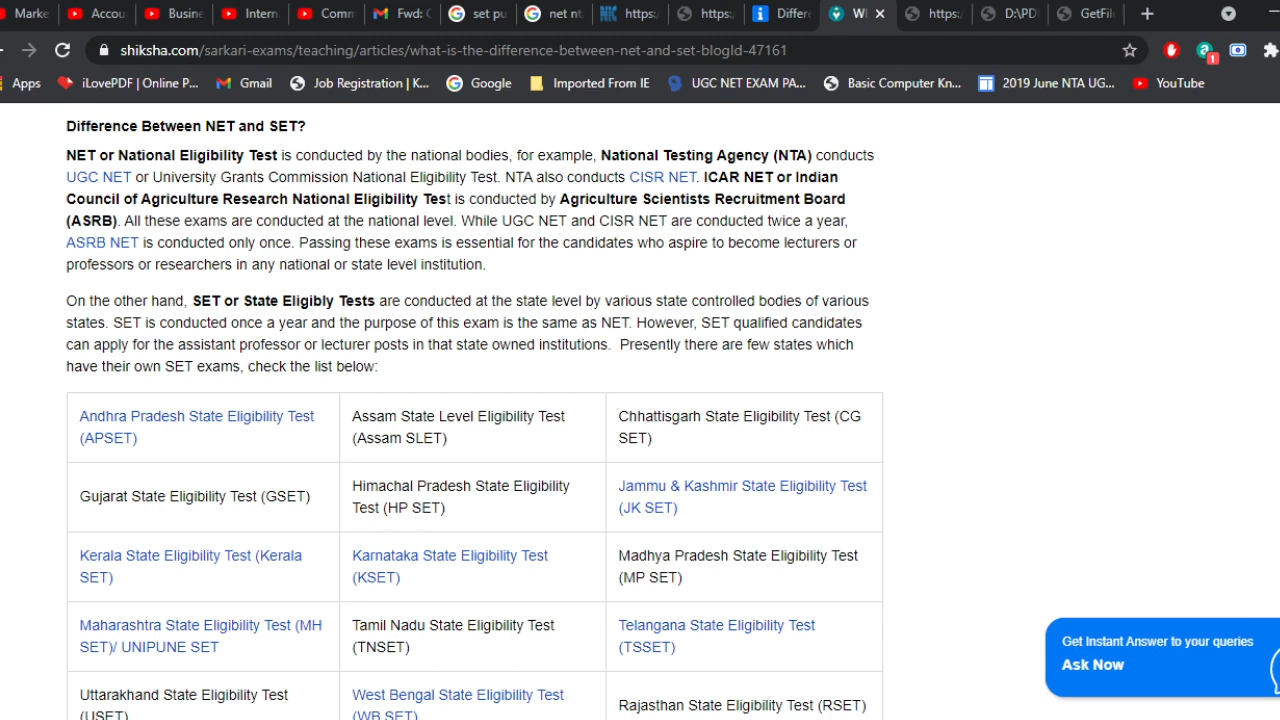 Marke
Accou
Busine
Intern
Comm
Fwd: C
set pu
net nt
https:
https:
Differe
W
https:
D:\PD
GetFil
shiksha.com/sarkari-exams/teaching/articles/what-is-the-difference-between-net-and-set-blogId-47161
1
Apps
iLovePDF | Online P...
Gmail
Job Registration | K...
Google
Imported From IE
UGC NET EXAM PA...
Basic Computer Kn...
2019 June NTA UG...
YouTube
Difference Between NET and SET?
NET or National Eligibility Test is conducted by the national bodies, for example, National Testing Agency (NTA) conducts
UGC NET or University Grants Commission National Eligibility Test. NTA also conducts CISR NET. ICAR NET or Indian
Council of Agriculture Research National Eligibility Test is conducted by Agriculture Scientists Recruitment Board
(ASRB). All these exams are conducted at the national level. While UGC NET and CISR NET are conducted twice a year,
ASRB NET is conducted only once. Passing these exams is essential for the candidates who aspire to become lecturers or
professors or researchers in any national or state level institution.
On the other hand, SET or State Eligibly Tests are conducted at the state level by various state controlled bodies of various
states. SET is conducted once a year and the purpose of this exam is the same as NET. However, SET qualified candidates
can apply for the assistant professor or lecturer posts in that state owned institutions. Presently there are few states which
have their own SET exams, check the list below:
Andhra Pradesh State Eligibility Test
(APSET)
Assam State Level Eligibility Test
(Assam SLET)
Chhattisgarh State Eligibility Test (CG
SET)
Gujarat State Eligibility Test (GSET)
Himachal Pradesh State Eligibility
Test (HP SET)
Jammu & Kashmir State Eligibility Test
(JK SET)
Kerala State Eligibility Test (Kerala
SET)
Karnataka State Eligibility Test
(KSET)
Madhya Pradesh State Eligibility Test
(MP SET)
Maharashtra State Eligibility Test (MH
SET)/ UNIPUNE SET
Tamil Nadu State Eligibility Test
(TNSET)
Telangana State Eligibility Test
(TSSET)
Uttarakhand State Eligibility Test
(USET)
West Bengal State Eligibility Test
(WB SET)
Rajasthan State Eligibility Test (RSET)
Get Instant Answer to your queries
Ask Now